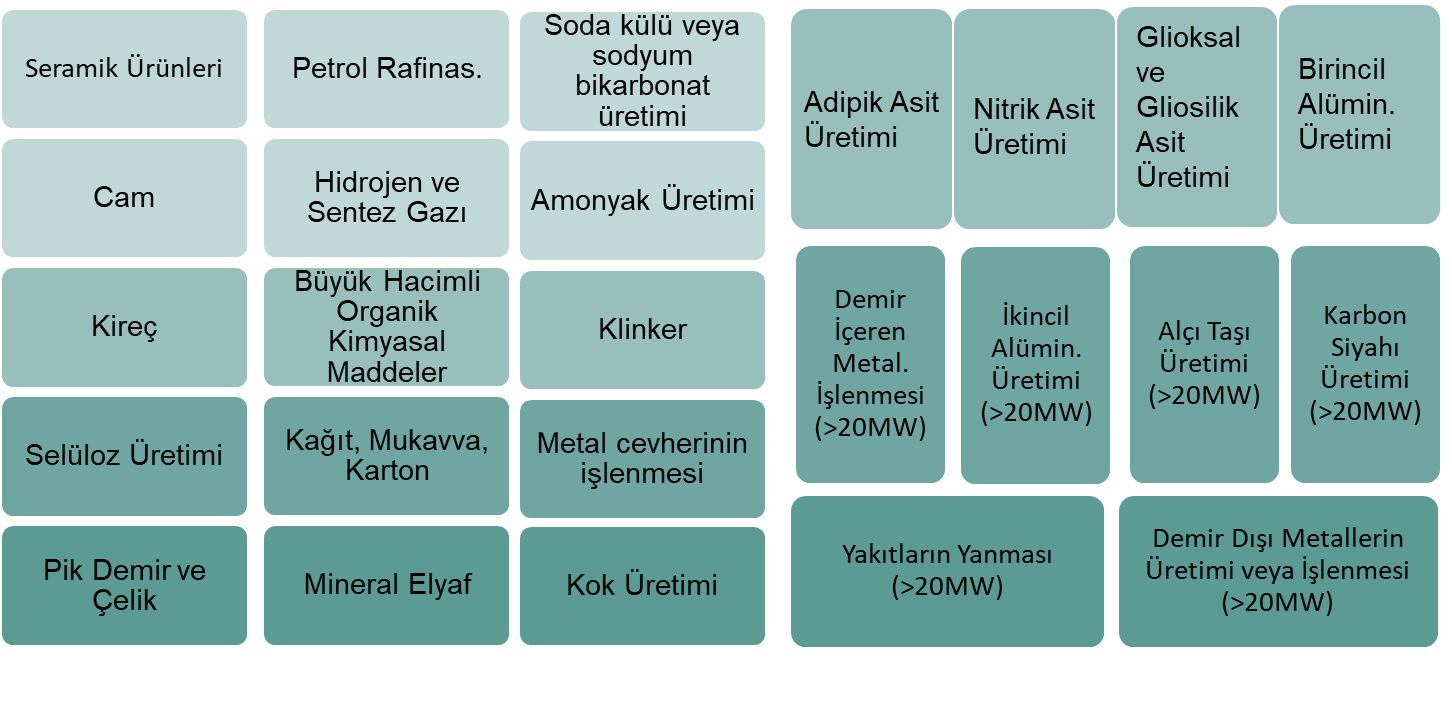 Seramik Ürünleri
Petrol Rafinas.
Soda külü veya
sodyum
bikarbonat
üretimi
Cam
Hidrojen ve
Sentez Gazı
Amonyak Üretimi
Kireç
Büyük Hacimli
Organik
Kimyasal
Maddeler
Klinker
Selüloz Üretimi
Kağıt, Mukavva,
Karton
Metal cevherinin
işlenmesi
Pik Demir ve
Çelik
Mineral Elyaf
Kok Üretimi
Adipik Asit
Üretimi
Nitrik Asit
Üretimi
Glioksal
ve
Gliosilik
Asit
Üretimi
Birincil
Alümin.
Üretimi
Demir
İçeren
Metal.
İşlenmesi
(>20MW)
İkincil
Alümin.
Üretimi
(>20MW)
Alçı Taşı
Üretimi
(>20MW)
Karbon
Siyahı
Üretimi
(>20MW)
Yakıtların Yanması
(>20MW)
Demir Dışı Metallerin
Üretimi veya İşlenmesi
(>20MW)